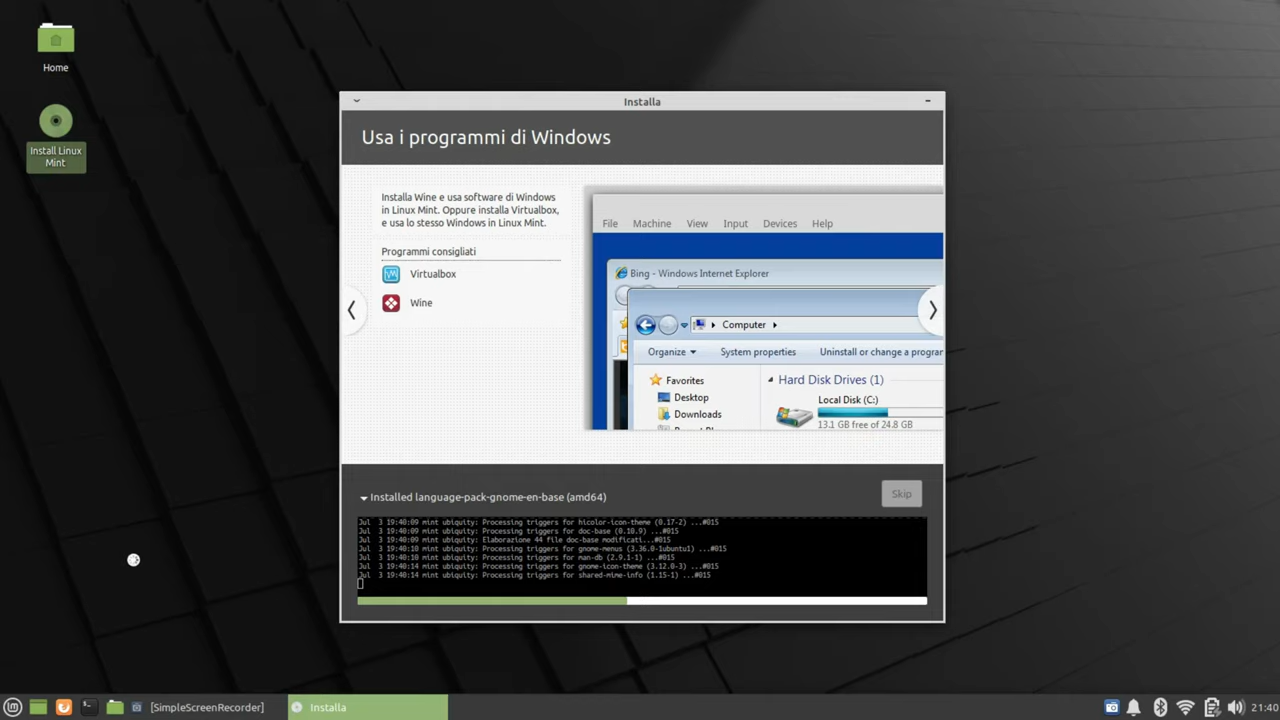 Home
Install Linux
Mint
Installa
Usa i programmi di Windows
Installa Wine e usa software di Windows
in Linux Mint. Oppure installa Virtualbox,
e usa lo stesso Windows in Linux Mint.
Programmi consigliati
Virtualbox
Wine
File Machine View Input Devices Help
Bing - Windows Internet Explorer
Computer
Organize System properties Uninstall or change a program
Favorites
Desktop
Downloads
Hard Disk Drives (1)
Local Disk (C:)
13.1 GB free of 24.8 GB
Installed language-pack-gnome-en-base (amd64)
Skip
Jul 3 19:40:09 mint ubiquity: Processing triggers for hicolor-icon-theme (0.17-2) ...#015
Jul 3 19:40:09 mint ubiquity: Processing triggers for doc-base (0.10.9) ...#015
Jul 3 19:40:09 mint ubiquity: Elaborazione 44 file doc-base modificati...#015
Jul 3 19:40:10 mint ubiquity: Processing triggers for gnome-menus (3.36.0-1ubuntu1) ...#015
Jul 3 19:40:10 mint ubiquity: Processing triggers for man-db (2.9.1-1) ...#015
Jul 3 19:40:14 mint ubiquity: Processing triggers for gnome-icon-theme (3.12.0-3) ...#015
Jul 3 19:40:14 mint ubiquity: Processing triggers for shared-mime-info (1.15-1) ...#015
[SimpleScreenRecorder]
Installa
21:40